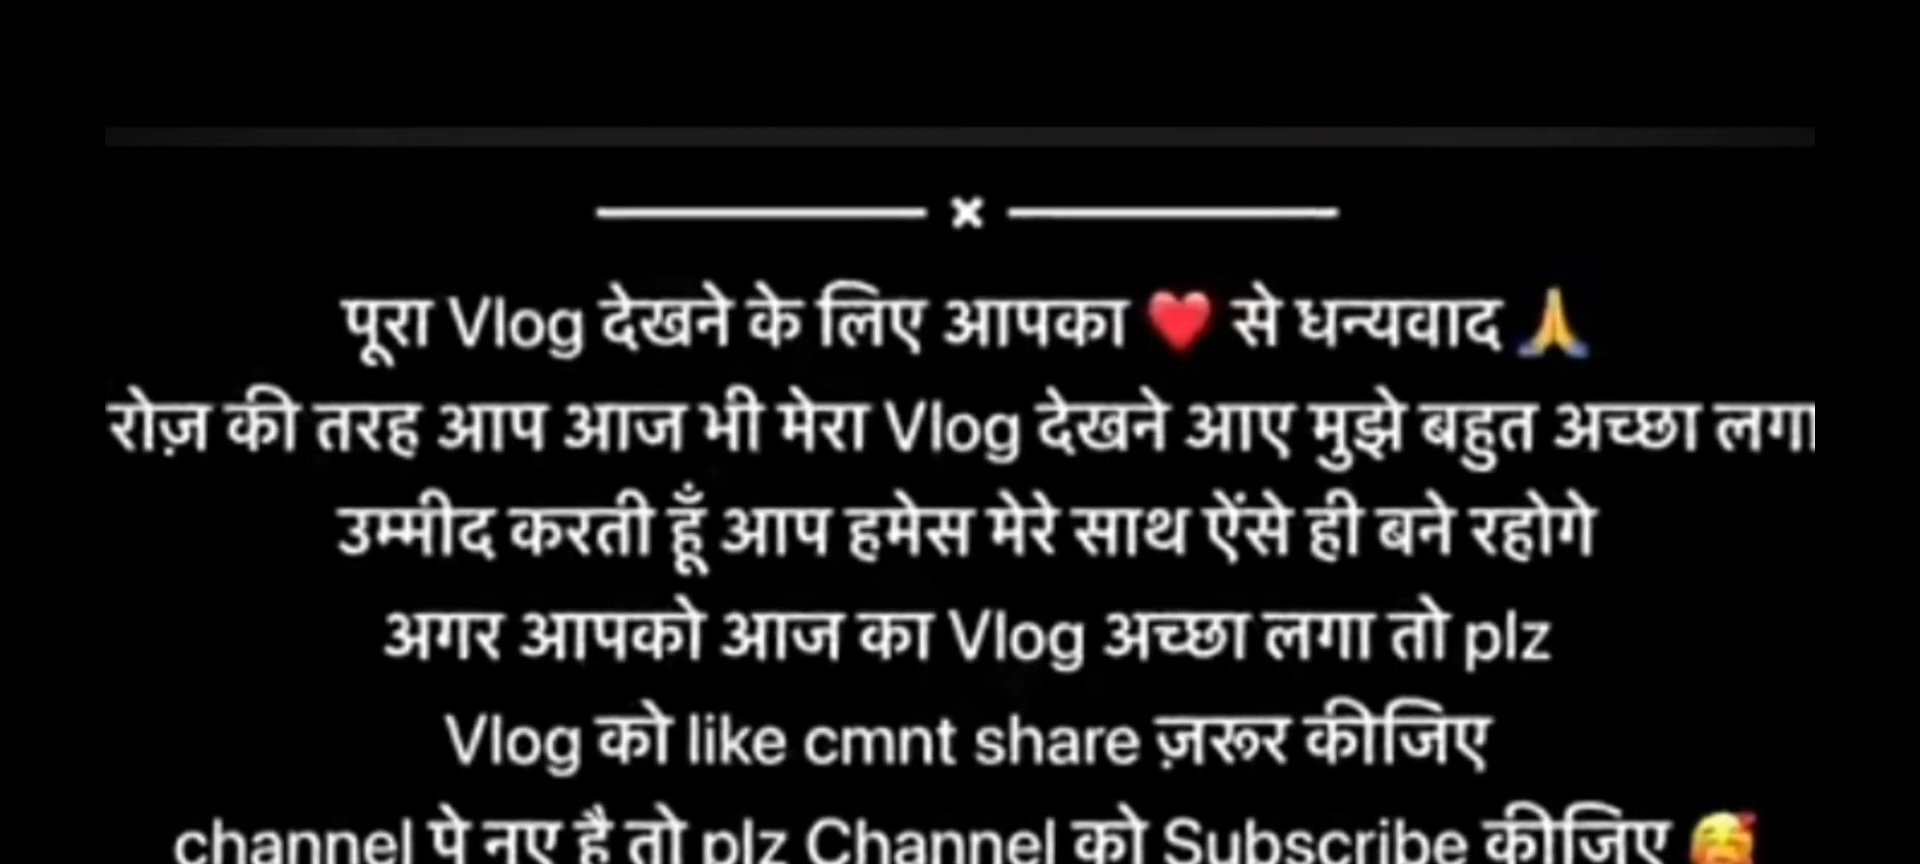 पूरा Vlog देखने के लिए आपका ❤️ से धन्यवाद 🙏
रोज़ की तरह आप आज भी मेरा Vlog देखने आए मुझे बहुत अच्छा लगा
उम्मीद करती हूँ आप हमेस मेरे साथ ऐंसे ही बने रहोगे
अगर आपको आज का Vlog अच्छा लगा तो plz
Vlog को like cmnt share ज़रूर कीजिए
channel पे नए है तो plz Channel को Subscribe कीजिए 🥰